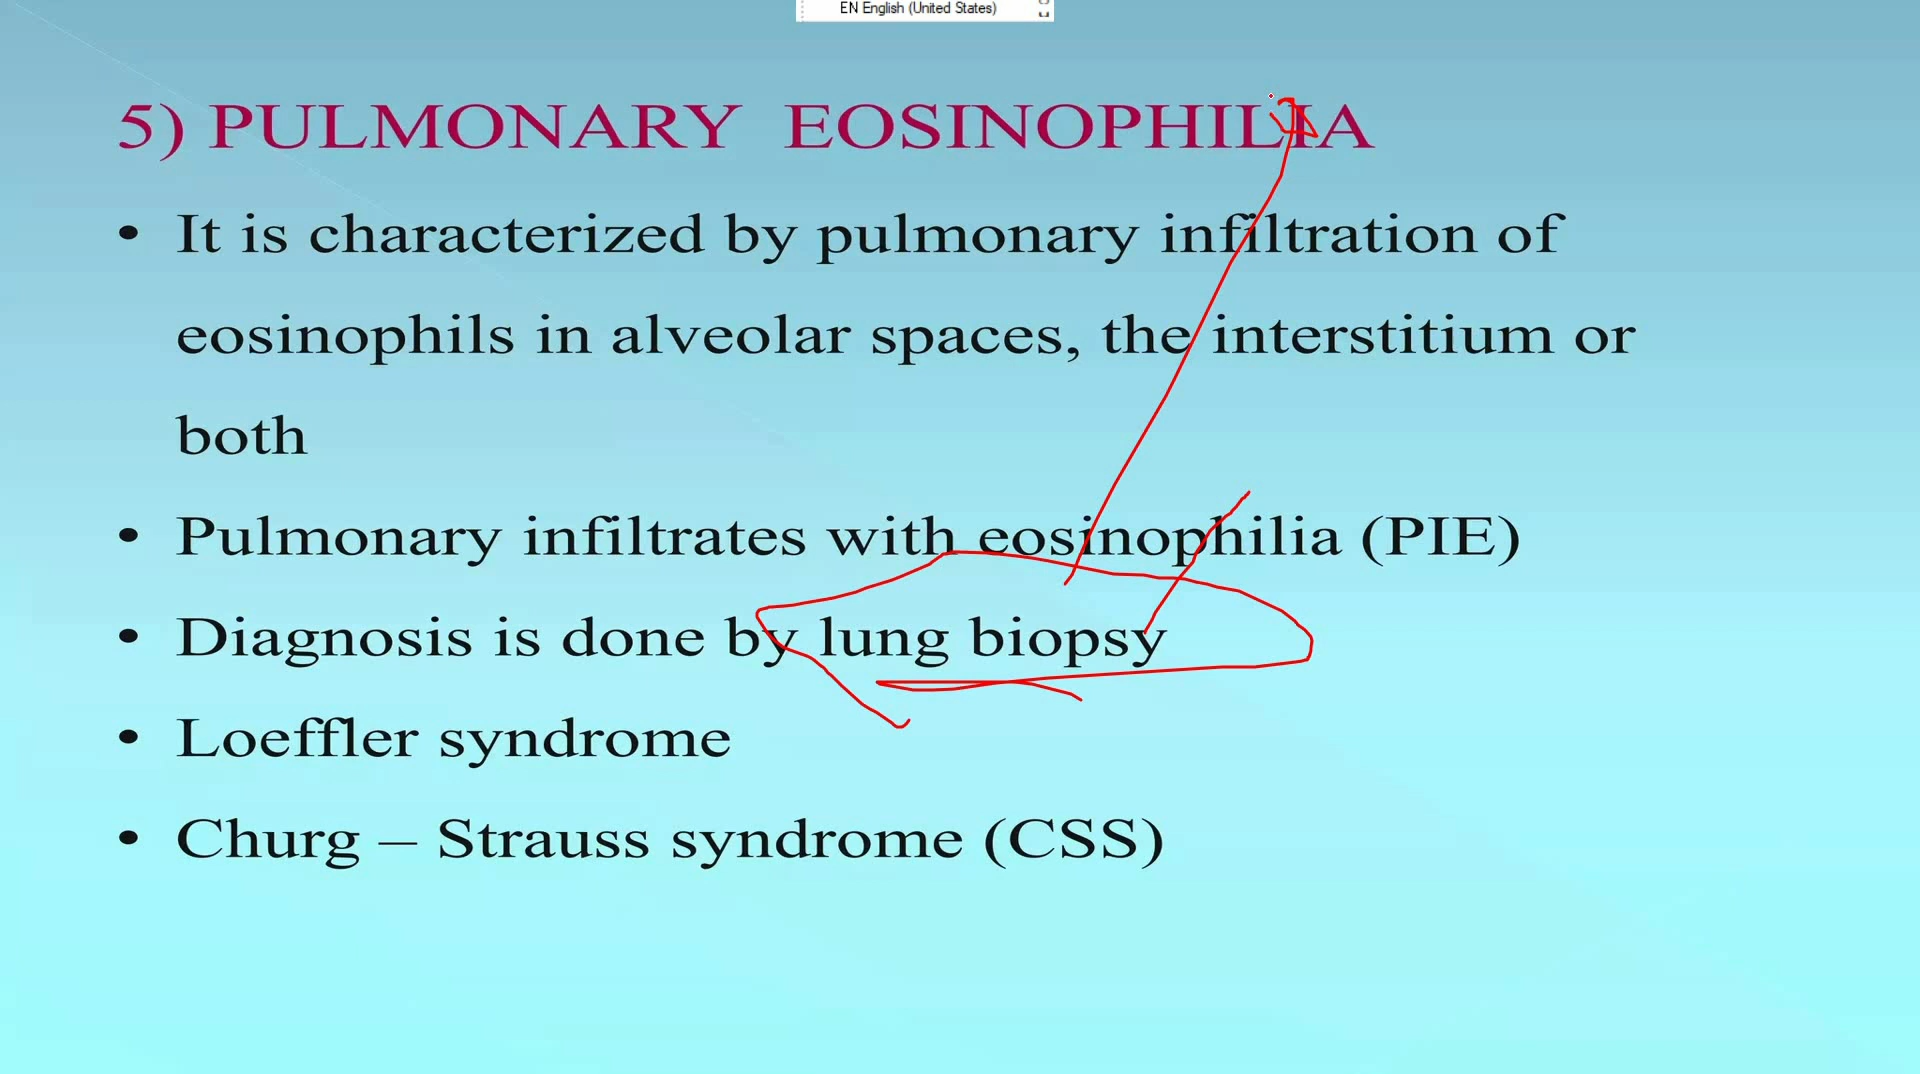 EN English (United States)
5) PULMONARY EOSINOPHILIA
• It is characterized by pulmonary infiltration of
eosinophils in alveolar spaces, the interstitium or
both
• Pulmonary infiltrates with eosinophilia (PIE)
• Diagnosis is done by lung biopsy
• Loeffler syndrome
• Churg – Strauss syndrome (CSS)